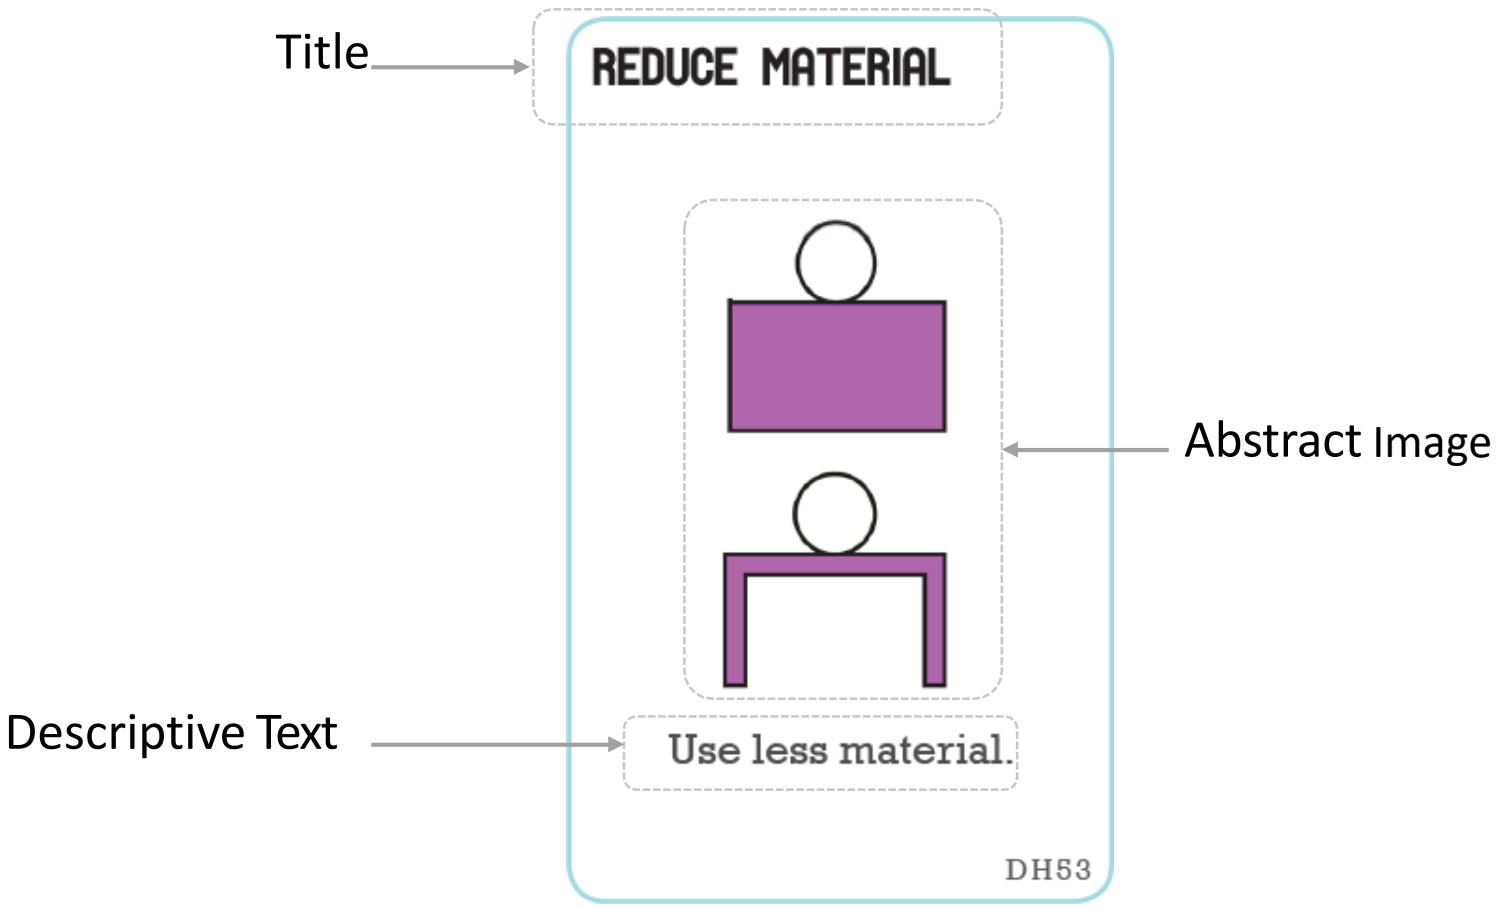 Title
REDUCE MATERIAL
Abstract Image
Descriptive Text
Use less material.
DH53